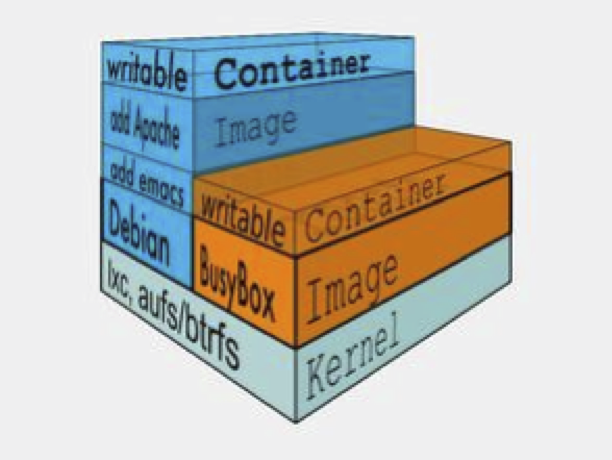 writable
Container
add Apache
Image
add emacs
Debian
writable
Container
BusyBox
Image
lxc, aufs/btrfs
Kernel